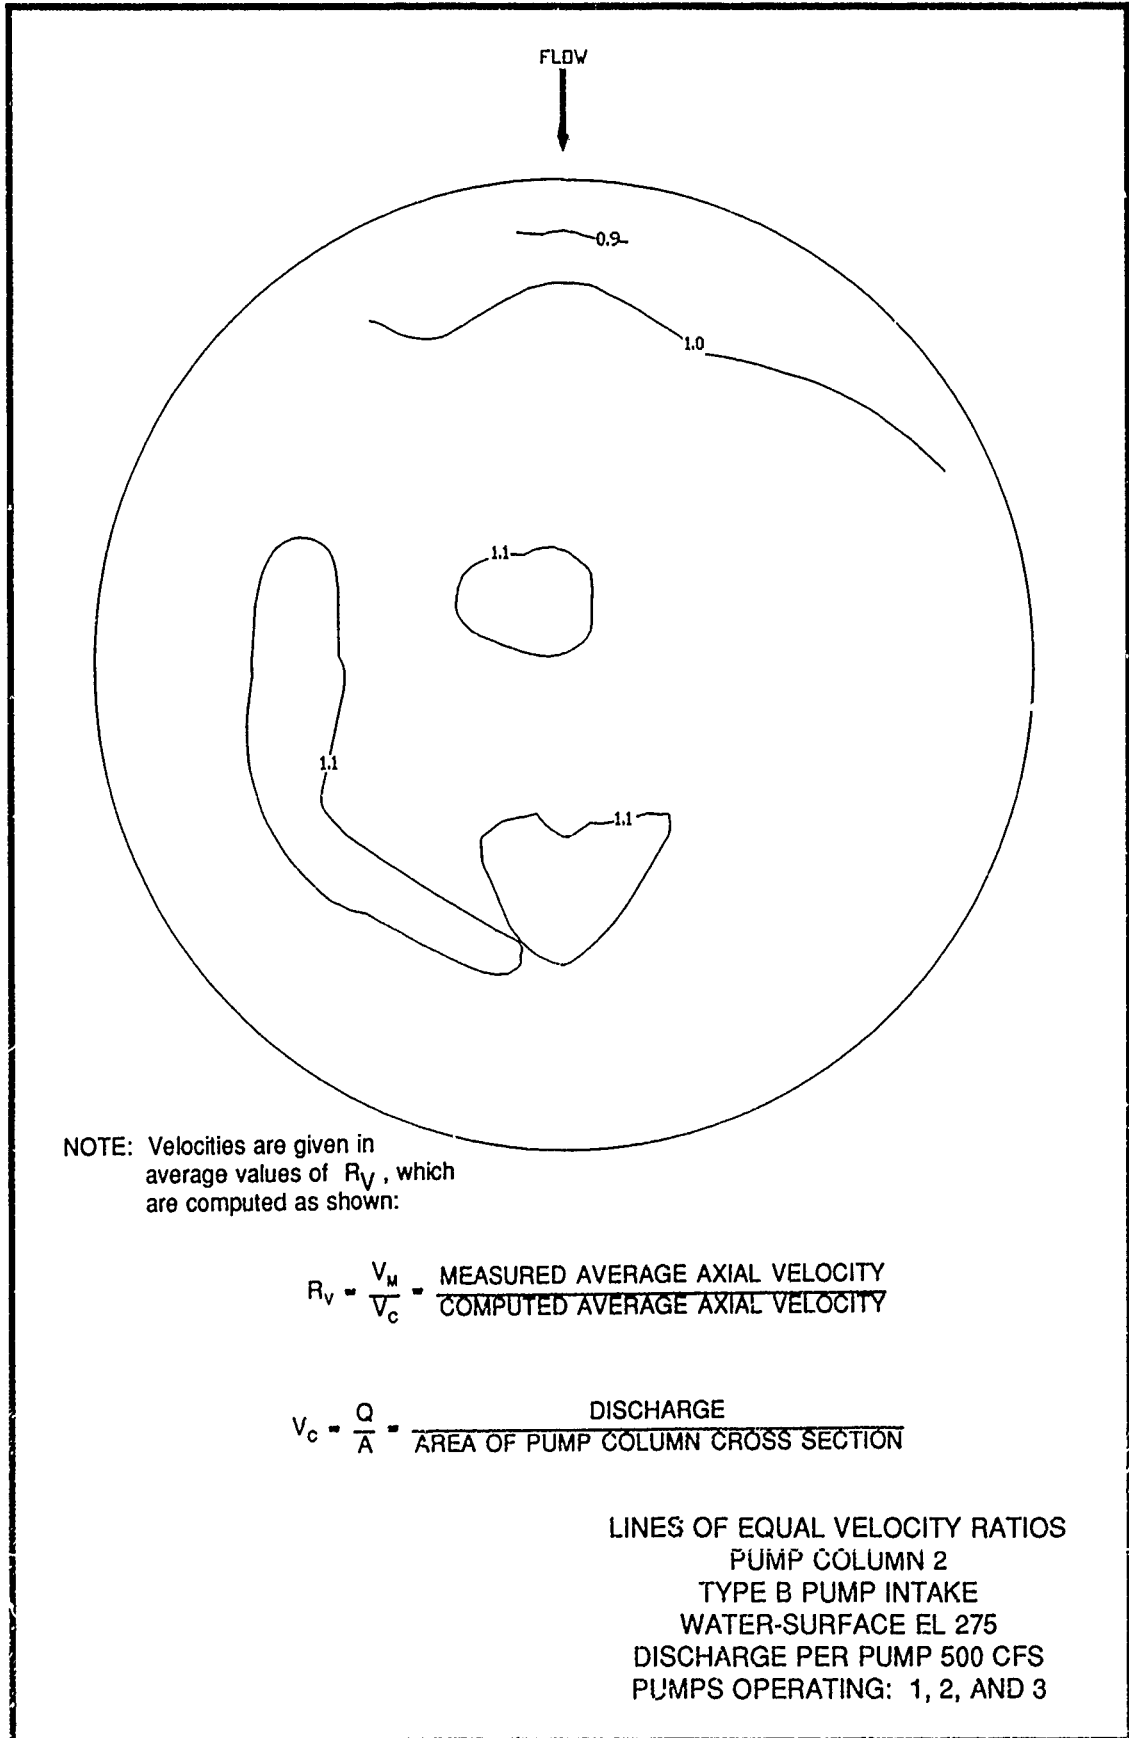 FLOW
0.9
1.0
1.1
1.1
1.1
NOTE: Velocities are given in
average values of R_V, which
are computed as shown:
R_V = V_M / V_C = MEASURED AVERAGE AXIAL VELOCITY / COMPUTED AVERAGE AXIAL VELOCITY
V_C = Q / A = DISCHARGE / AREA OF PUMP COLUMN CROSS SECTION
LINES OF EQUAL VELOCITY RATIOS
PUMP COLUMN 2
TYPE B PUMP INTAKE
WATER-SURFACE EL 275
DISCHARGE PER PUMP 500 CFS
PUMPS OPERATING: 1, 2, AND 3